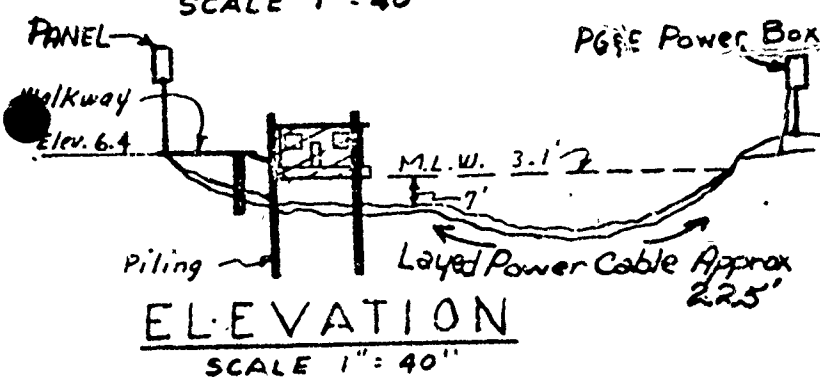 SCALE 1" = 40
PANEL
PG&E Power Box
Walkway
Elev. 6.4
M.L.W. 3.1'
7'
Piling
Layed Power Cable Approx
225'
ELEVATION
SCALE 1" = 40"